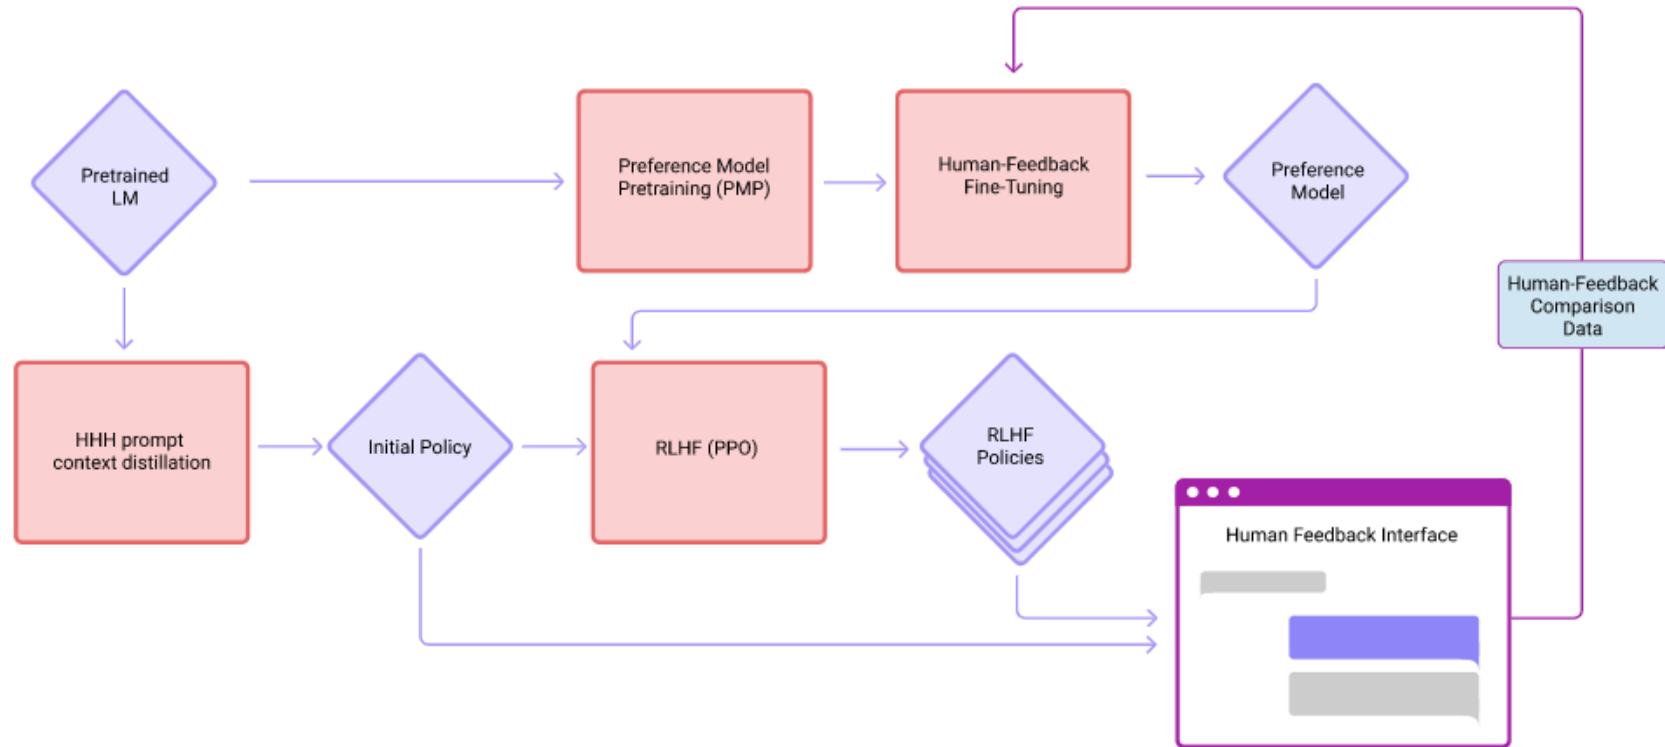 Pretrained
LM
Preference Model
Pretraining (PMP)
Human-Feedback
Fine-Tuning
Preference
Model
Human-Feedback
Comparison
Data
HHH prompt
context distillation
Initial Policy
RLHF (PPO)
RLHF
Policies
Human Feedback Interface